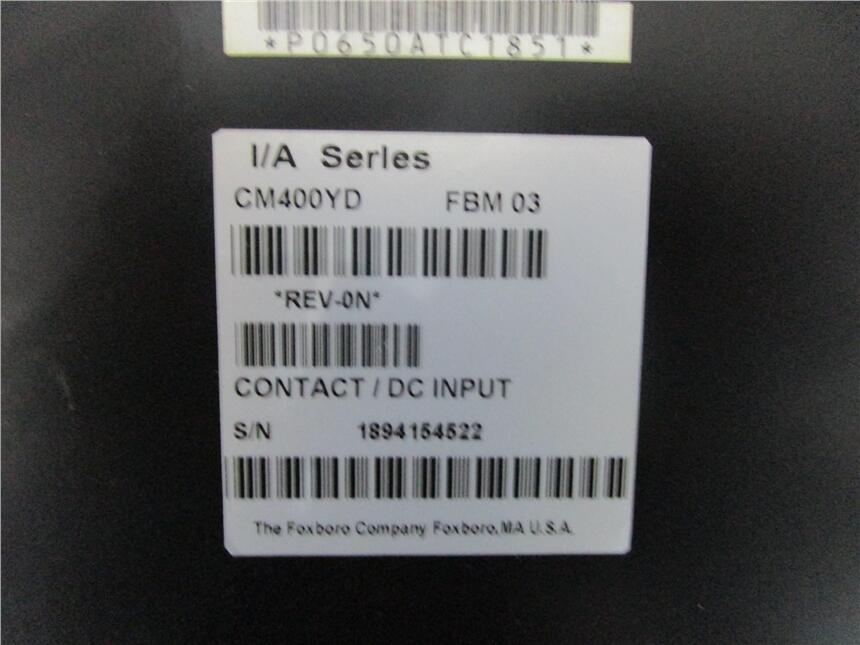 *P0650ATC1851*
I/A Series
CM400YD FBM 03
*REV-0N*
CONTACT / DC INPUT
S/N 1894154522
The Foxboro Company Foxboro,MA U.S.A.